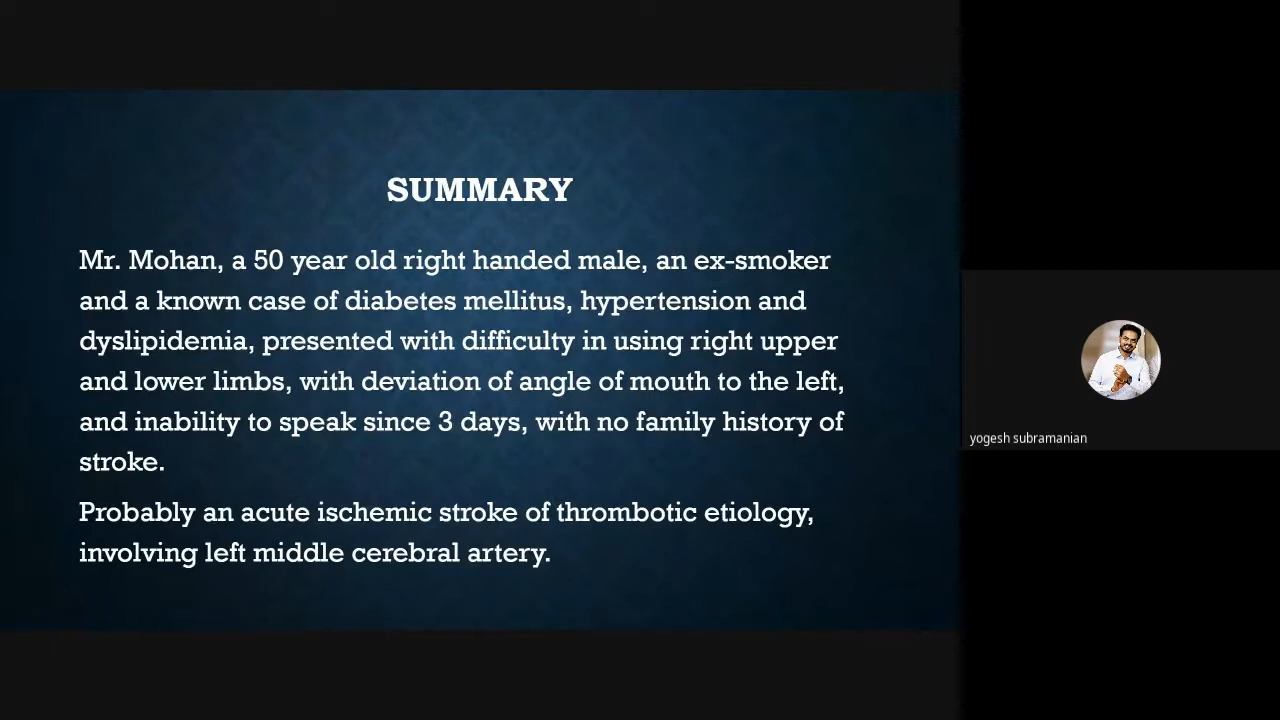 SUMMARY
Mr. Mohan, a 50 year old right handed male, an ex-smoker
and a known case of diabetes mellitus, hypertension and
dyslipidemia, presented with difficulty in using right upper
and lower limbs, with deviation of angle of mouth to the left,
and inability to speak since 3 days, with no family history of
stroke.
Probably an acute ischemic stroke of thrombotic etiology,
involving left middle cerebral artery.
yogesh subramanian